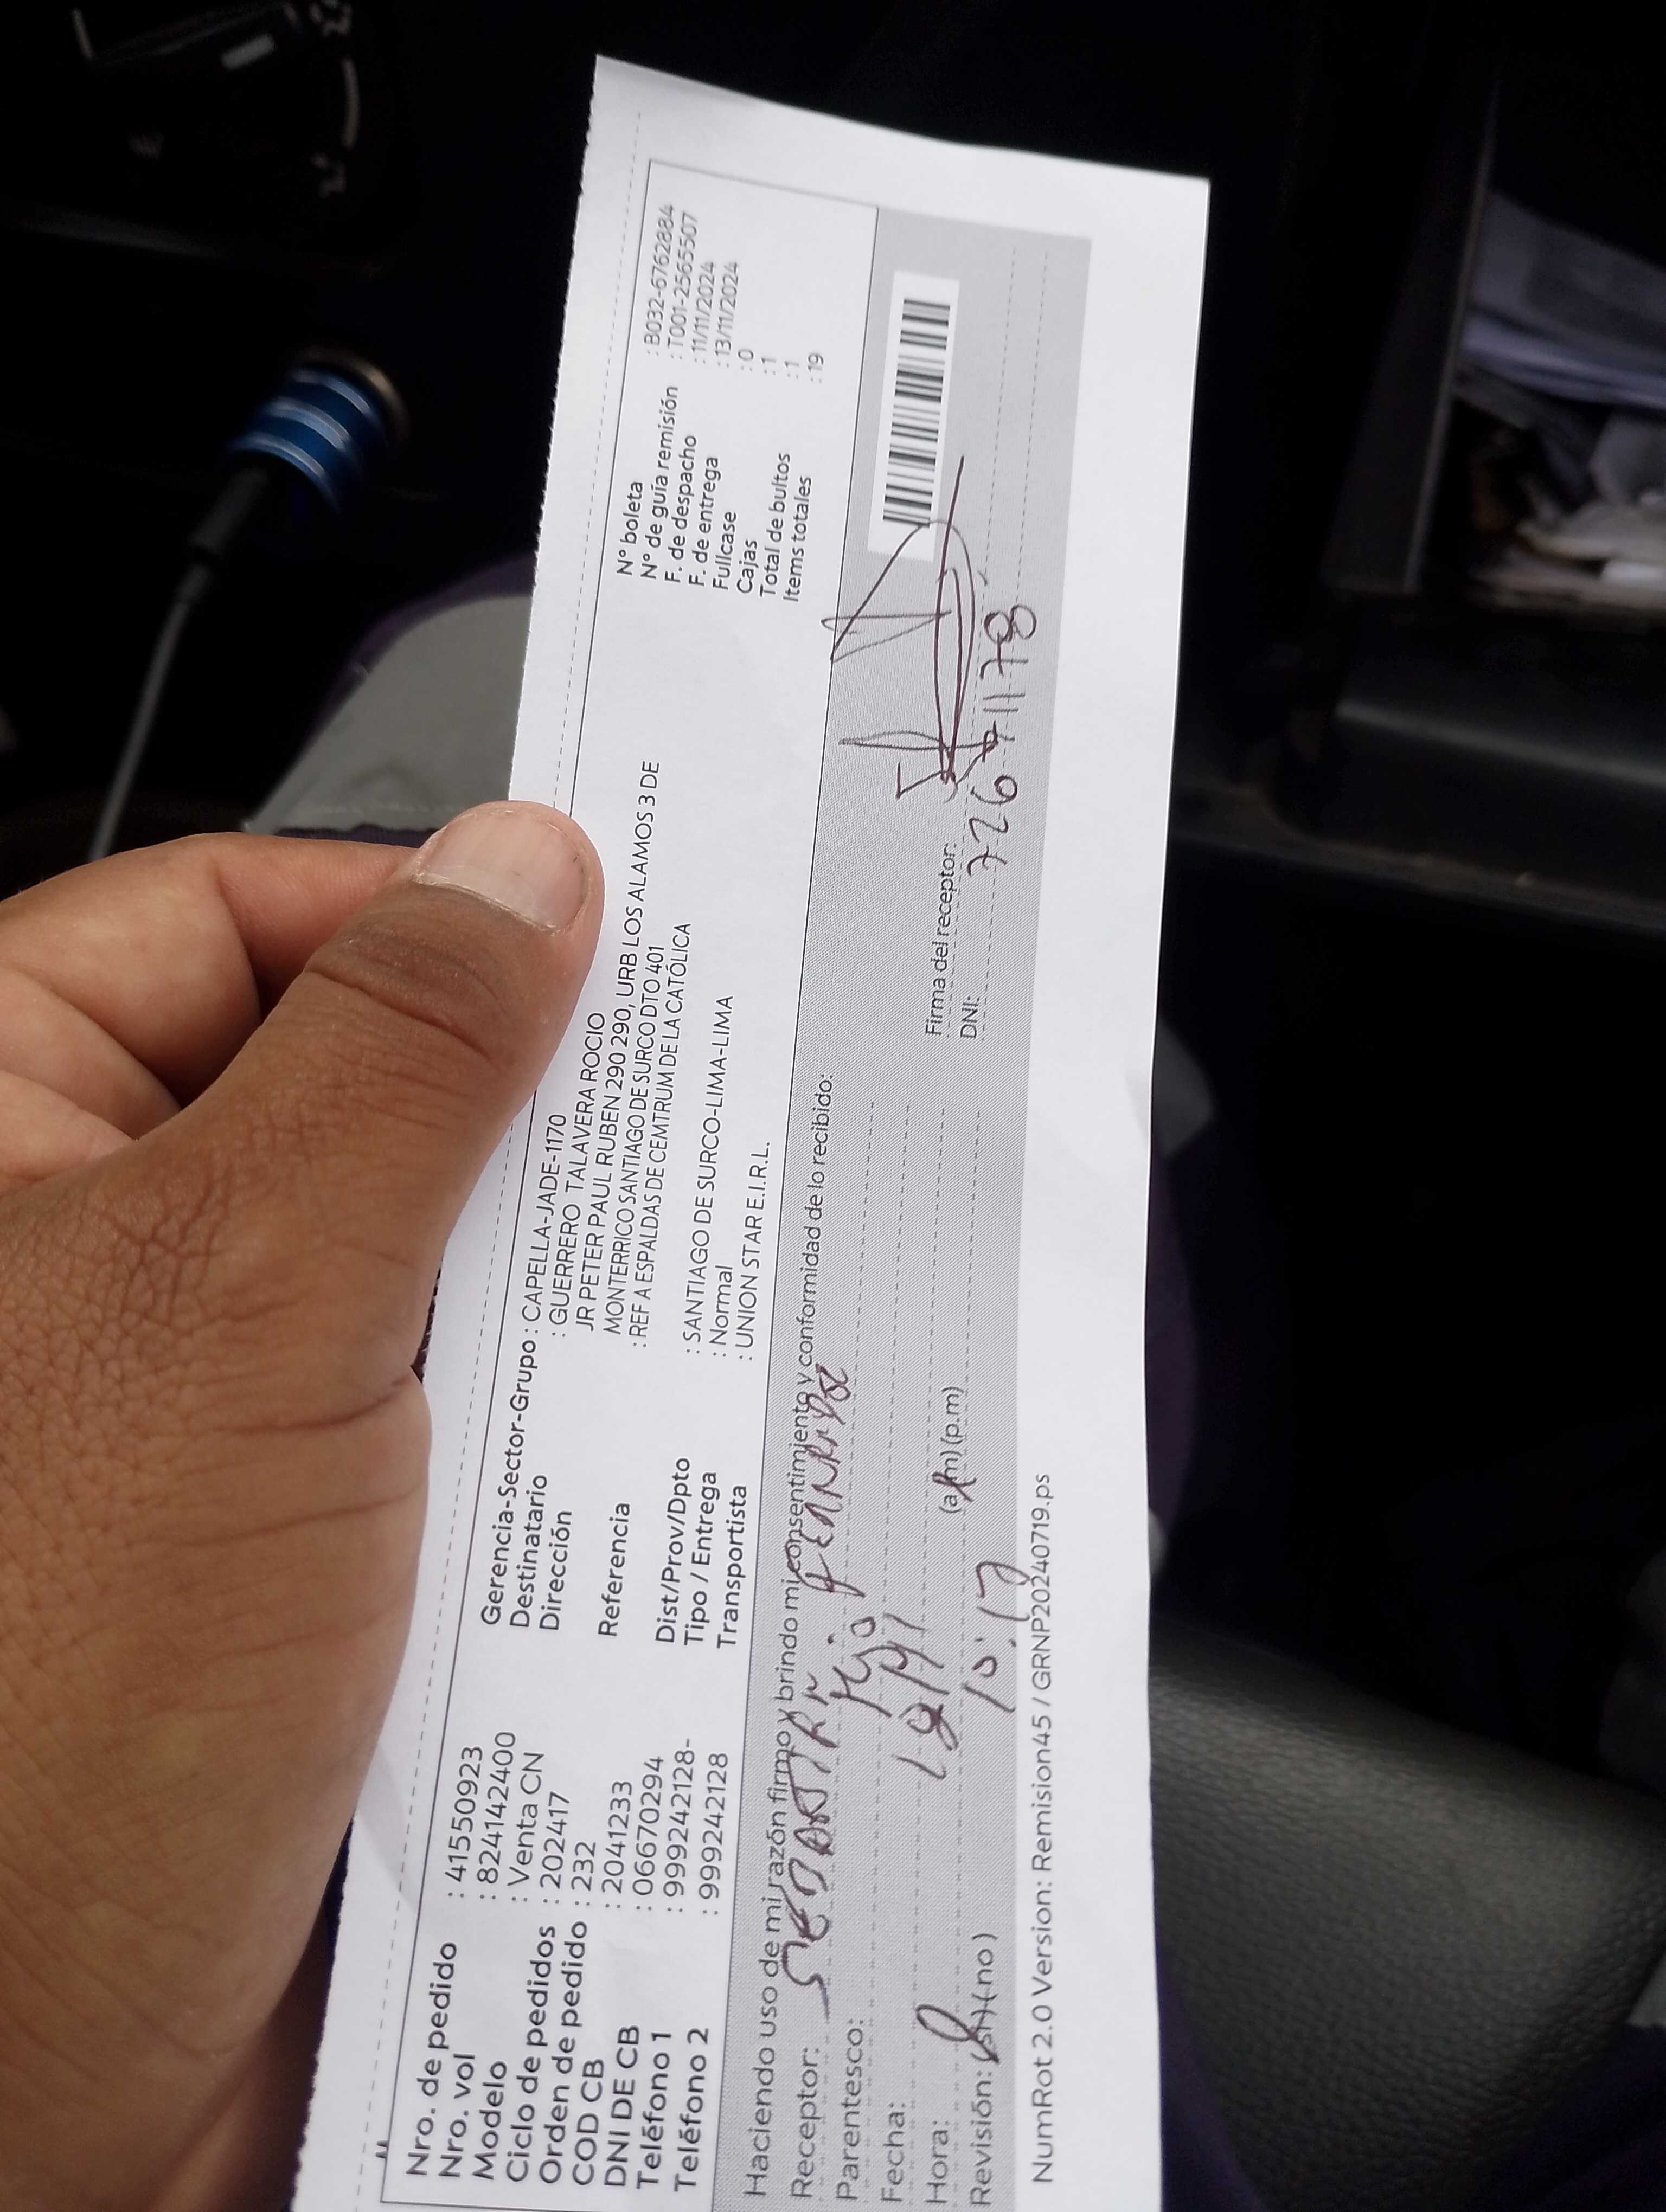 Nro. de pedido : 41550923
Nro. vol : 82414142400
Modelo : Venta CN
Ciclo de pedidos : 202417
Orden de pedido : 232
COD CB : 2041233
DNI DE CB : 06670294
Teléfono 1 : 999242128-
Teléfono 2 : 999242128
Gerencia-Sector-Grupo : CAPELLA-JADE-1170
Destinatario : GUERRERO TALAVERA ROCIO
Dirección JR PETER PAUL RUBEN 290 290, URB LOS ALAMOS 3 DE
MONTERRICO SANTIAGO DE SURCO DTO 401
Referencia : REF A ESPALDAS DE CEMTRUM DE LA CATÓLICA
Dist/Prov/Dpto : SANTIAGO DE SURCO-LIMA-LIMA
Tipo / Entrega : Normal
Transportista : UNION STAR E.I.R.L.
N° boleta : B032-6762884
N° de guía remisión : T001-2565507
F. de despacho : 11/11/2024
F. de entrega : 13/11/2024
Fullcase : 0
Cajas : 1
Total de bultos : 1
Items totales : 19
Haciendo uso de mi razón firmo y brindo mi consentimiento y conformidad de lo recibido:
Receptor:
Parentesco: Hijo
Fecha:
Hora: 10:17 (a.m) (p.m)
Revisión: (si) (no)
Firma del receptor:
DNI:
NumRot 2.0 Version: Remision45 / GRNP20240719.ps